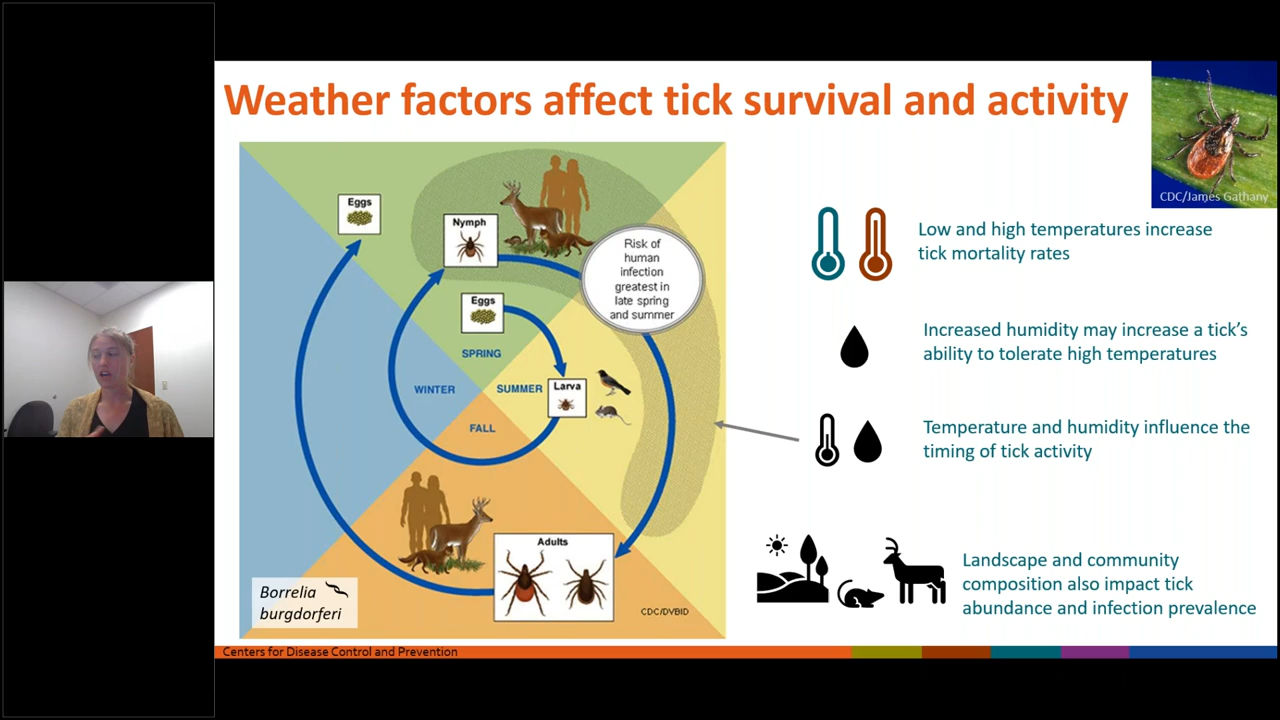 Weather factors affect tick survival and activity
CDC/James Gathany
Eggs
Nymph
Risk of
human
infection
greatest in
late spring
and summer
Eggs
SPRING
WINTER
SUMMER
Larva
FALL
Adults
Borrelia
burgdorferi
CDC/DVBID
Low and high temperatures increase
tick mortality rates
Increased humidity may increase a tick's
ability to tolerate high temperatures
Temperature and humidity influence the
timing of tick activity
Landscape and community
composition also impact tick
abundance and infection prevalence
Centers for Disease Control and Prevention